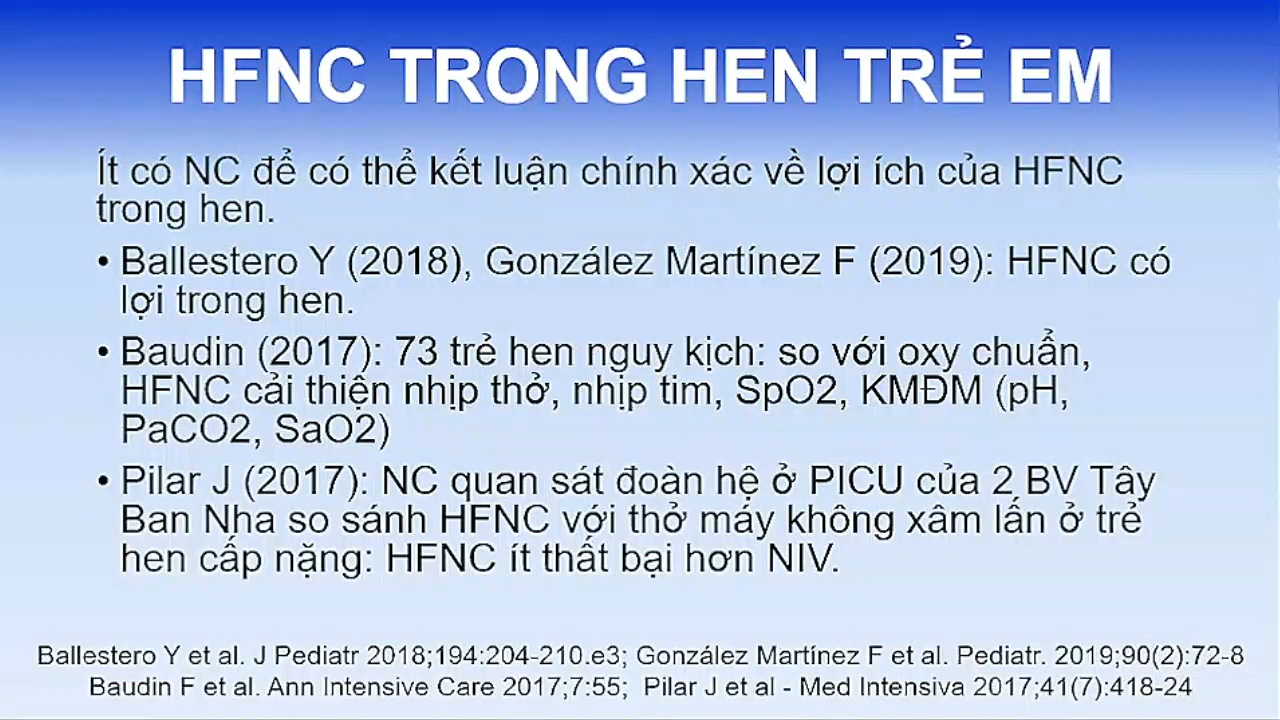 HFNC TRONG HEN TRẺ EM
Ít có NC để có thể kết luận chính xác về lợi ích của HFNC
trong hen.
• Ballestero Y (2018), González Martínez F (2019): HFNC có
lợi trong hen.
• Baudin (2017): 73 trẻ hen nguy kịch: so với oxy chuẩn,
HFNC cải thiện nhịp thở, nhịp tim, SpO2, KMĐM (pH,
PaCO2, SaO2)
• Pilar J (2017): NC quan sát đoàn hệ ở PICU của 2 BV Tây
Ban Nha so sánh HFNC với thở máy không xâm lấn ở trẻ
hen cấp nặng: HFNC ít thất bại hơn NIV.
Ballestero Y et al. J Pediatr 2018;194:204-210.e3; González Martínez F et al. Pediatr. 2019;90(2):72-8
Baudin F et al. Ann Intensive Care 2017;7:55; Pilar J et al - Med Intensiva 2017;41(7):418-24